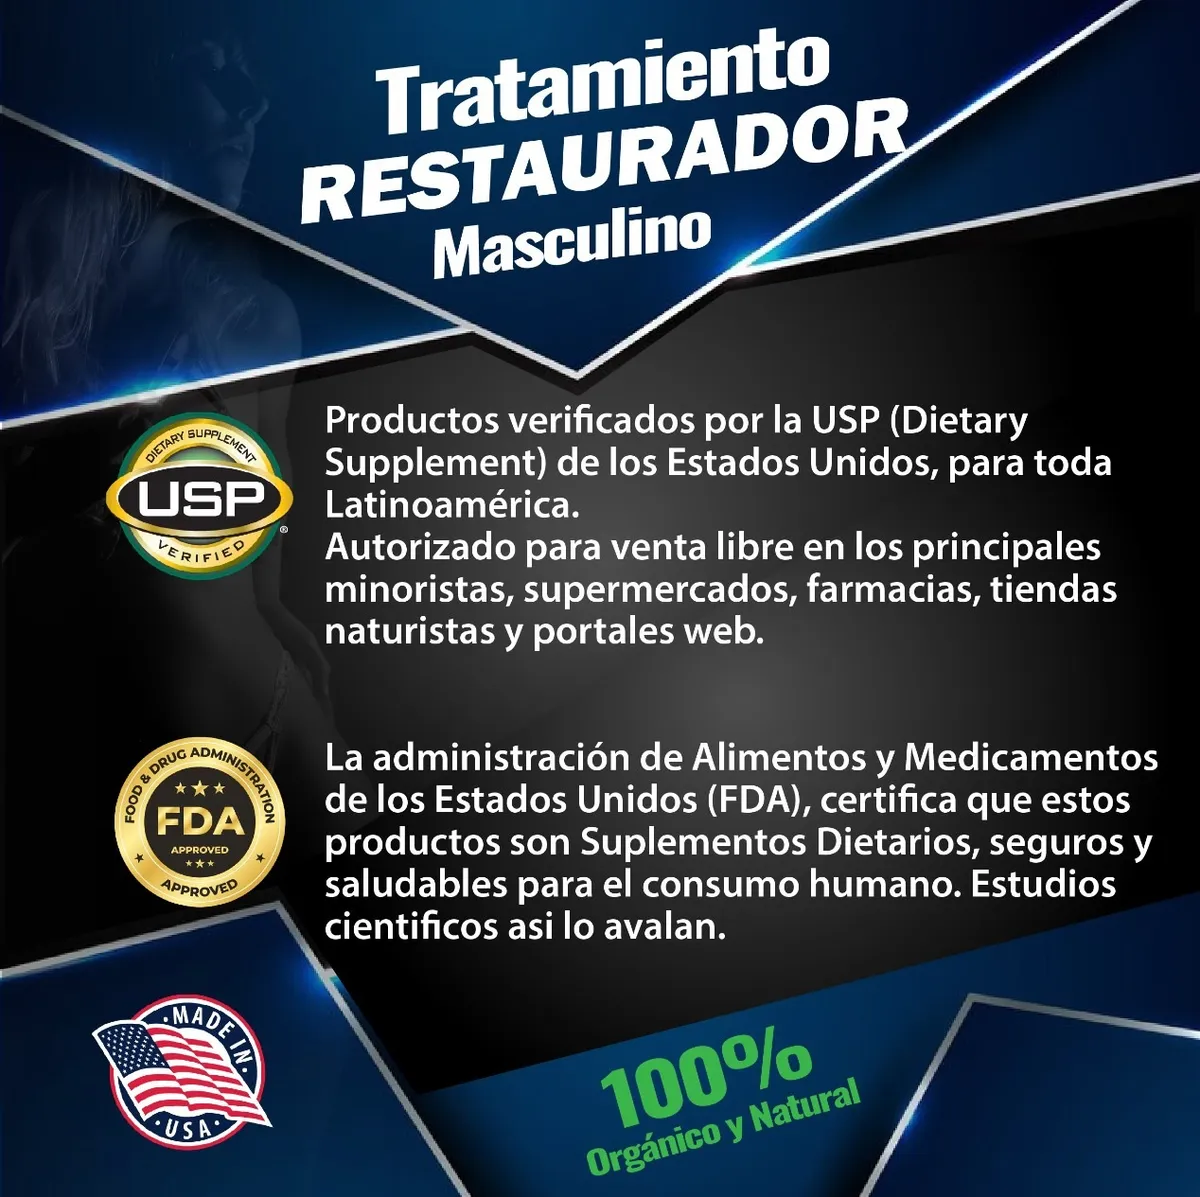 Tratamiento
RESTAURADOR
Masculino
DIETARY SUPPLEMENT
USP
VERIFIED
®
Productos verificados por la USP (Dietary
Supplement) de los Estados Unidos, para toda
Latinoamérica.
Autorizado para venta libre en los principales
minoristas, supermercados, farmacias, tiendas
naturistas y portales web.
FOOD & DRUG ADMINISTRATION
FDA
APPROVED
APPROVED
La administración de Alimentos y Medicamentos
de los Estados Unidos (FDA), certifica que estos
productos son Suplementos Dietarios, seguros y
saludables para el consumo humano. Estudios
cientificos asi lo avalan.
·MADE IN·
·USA·
100%
Orgánico y Natural